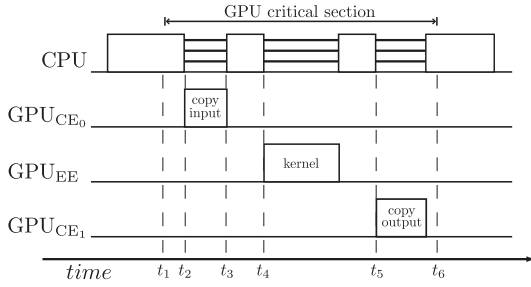 GPU critical section
CPU
copy
input
GPU_CE₀
kernel
GPU_EE
copy
output
GPU_CE₁
time t₁ t₂ t₃ t₄ t₅ t₆